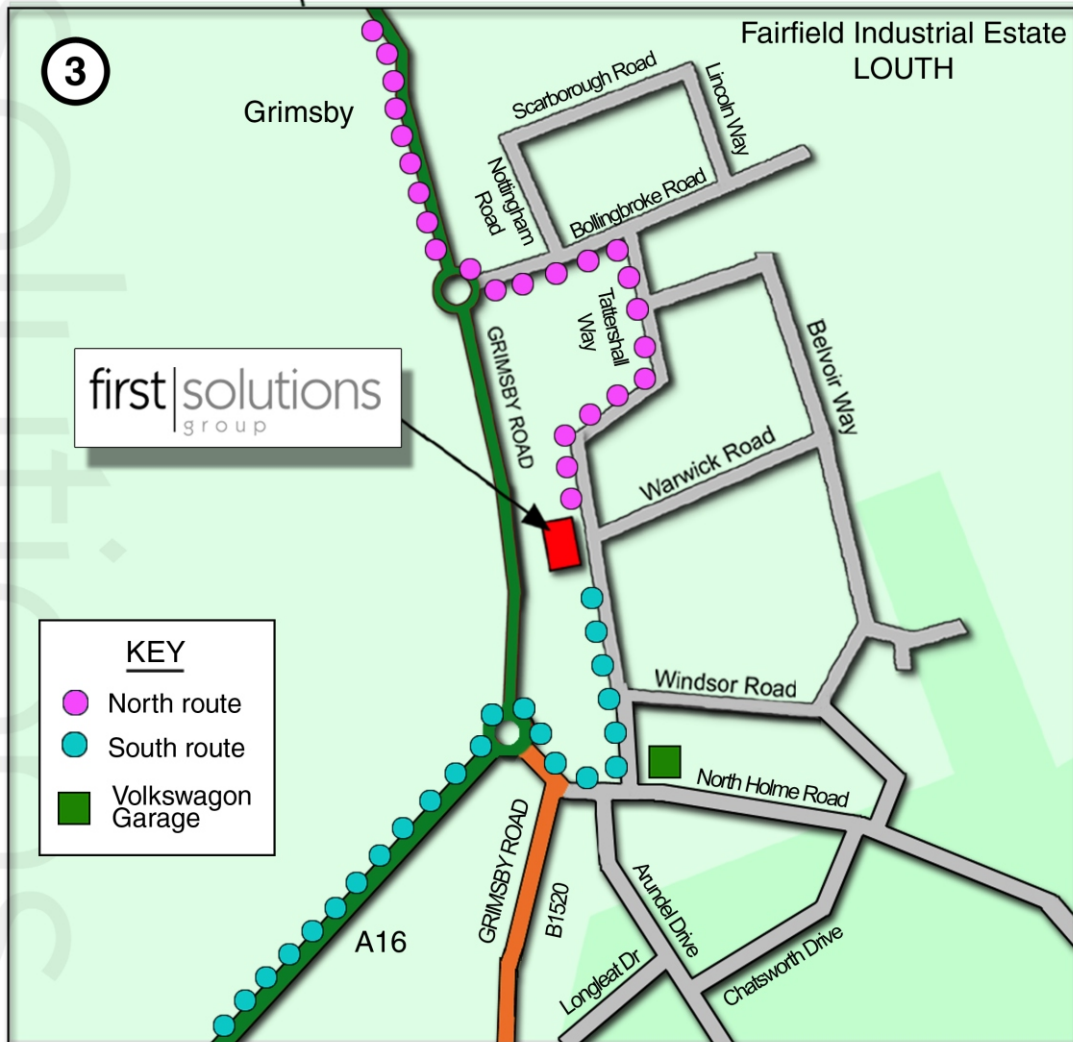 3
Fairfield Industrial Estate
LOUTH
Grimsby
Scarborough Road
Lincoln Way
Nottingham
Road
Bollingbroke Road
Tattershall
Way
GRIMSBY ROAD
Belvoir Way
first solutions
group
Warwick Road
KEY
North route
South route
Volkswagon
Garage
Windsor Road
North Holme Road
GRIMSBY ROAD
B1520
A16
Arundel Drive
Longleat Dr
Chatsworth Drive